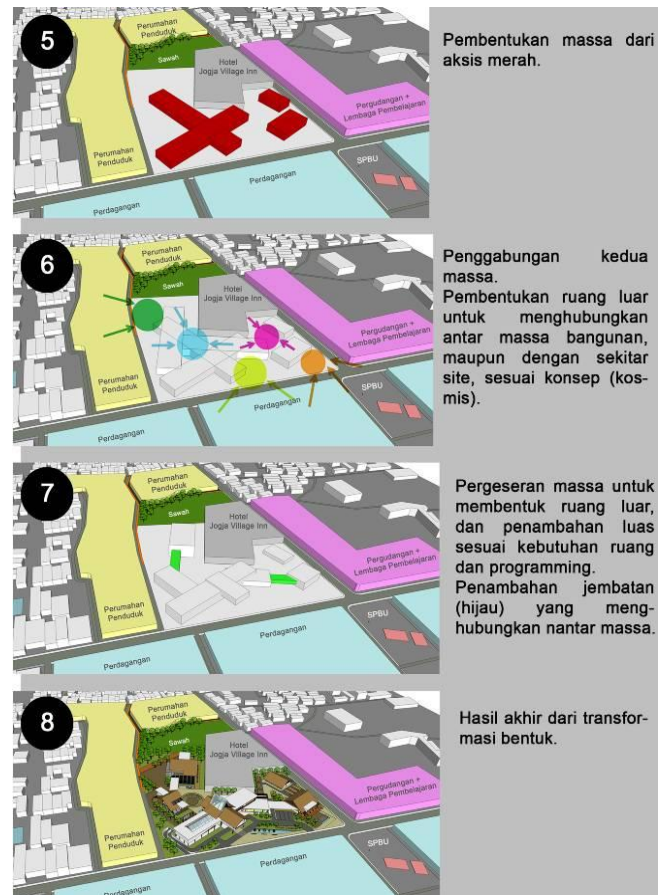 5
Perumahan
Penduduk
Sawah
Hotel
Jogja Village Inn
Pergudangan +
Lembaga Pembelajaran
Perumahan
Penduduk
SPBU
Perdagangan
Perdagangan
Pembentukan massa dari
aksis merah.
6
Perumahan
Penduduk
Sawah
Hotel
Jogja Village Inn
Pergudangan +
Lembaga Pembelajaran
Perumahan
Penduduk
SPBU
Perdagangan
Perdagangan
Penggabungan kedua
massa.
Pembentukan ruang luar
untuk menghubungkan
antar massa bangunan,
maupun dengan sekitar
site, sesuai konsep (kos-
mis).
7
Perumahan
Penduduk
Sawah
Hotel
Jogja Village Inn
Pergudangan +
Lembaga Pembelajaran
Perumahan
Penduduk
SPBU
Perdagangan
Perdagangan
Pergeseran massa untuk
membentuk ruang luar,
dan penambahan luas
sesuai kebutuhan ruang
dan programming.
Penambahan jembatan
(hijau) yang meng-
hubungkan nantar massa.
8
Perumahan
Penduduk
Sawah
Hotel
Jogja Village Inn
Pergudangan +
Lembaga Pembelajaran
Perumahan
Penduduk
SPBU
Perdagangan
Perdagangan
Hasil akhir dari transfor-
masi bentuk.